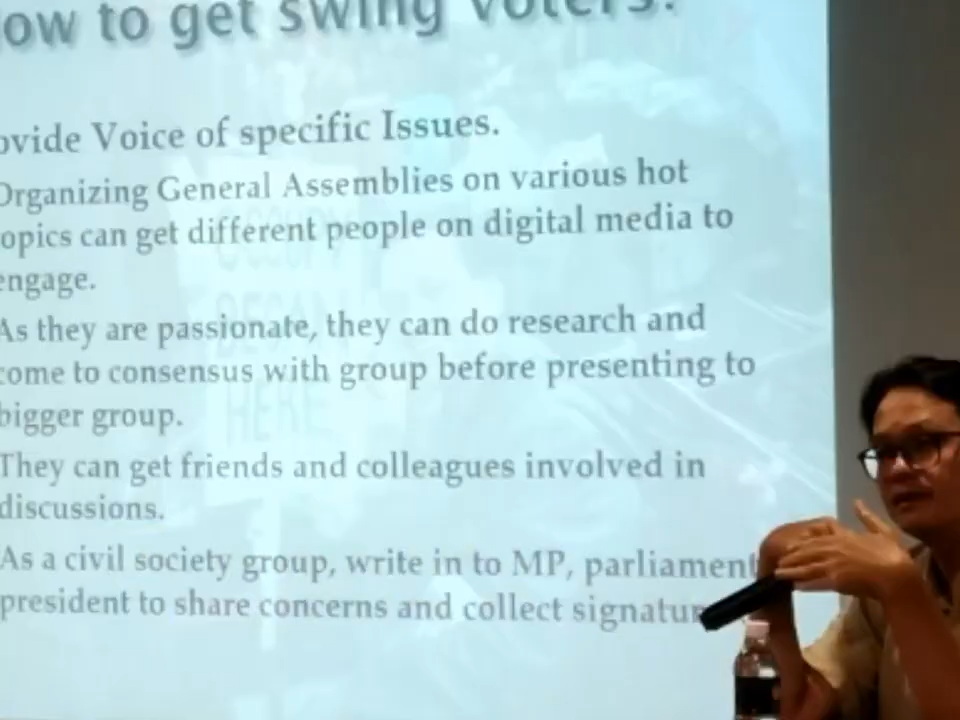 ow to get swing voters?
ovide Voice of specific Issues.
Organizing General Assemblies on various hot
opics can get different people on digital media to
engage.
As they are passionate, they can do research and
come to consensus with group before presenting to
bigger group.
They can get friends and colleagues involved in
discussions.
As a civil society group, write in to MP, parliament
president to share concerns and collect signatur
OCCUPY
BEGAN
HERE